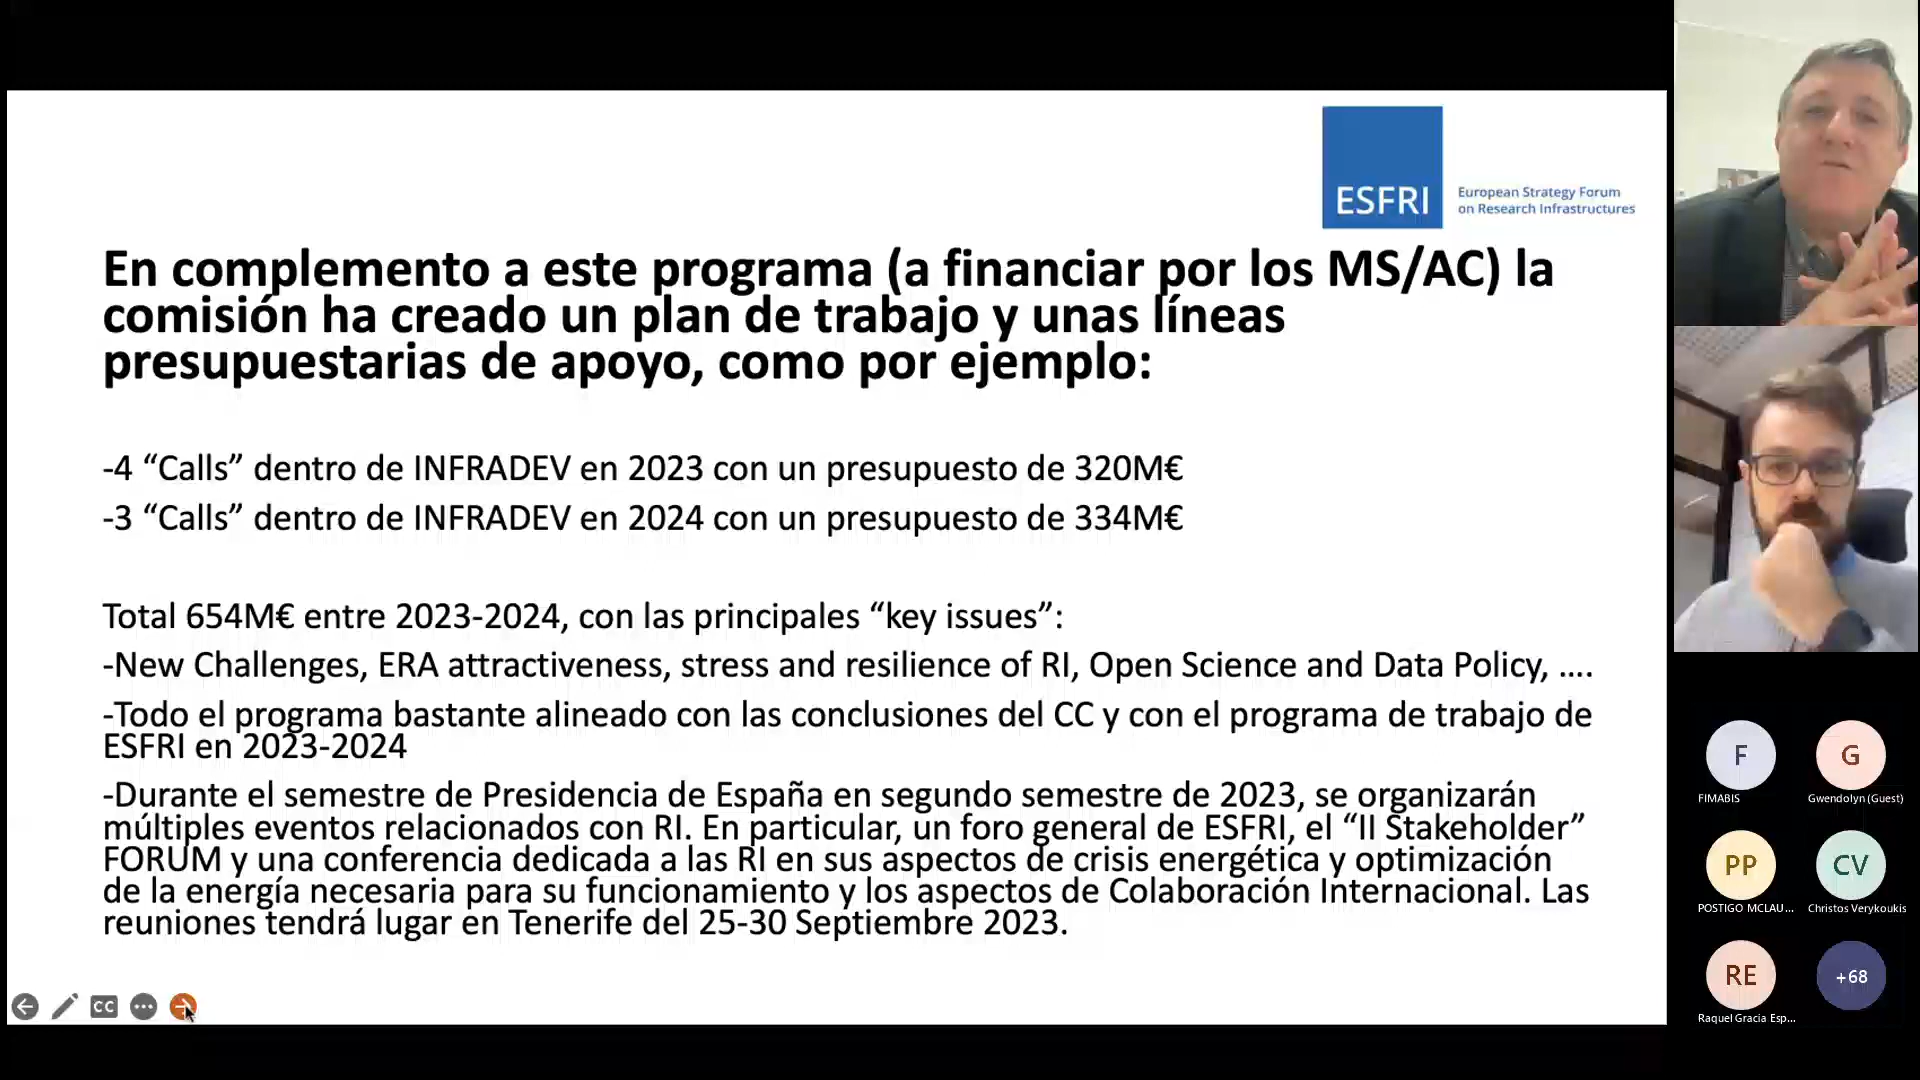 ESFRI
European Strategy Forum
on Research Infrastructures
En complemento a este programa (a financiar por los MS/AC) la
comisión ha creado un plan de trabajo y unas líneas
presupuestarias de apoyo, como por ejemplo:
-4 “Calls” dentro de INFRADEV en 2023 con un presupuesto de 320M€
-3 “Calls” dentro de INFRADEV en 2024 con un presupuesto de 334M€
Total 654M€ entre 2023-2024, con las principales “key issues”:
-New Challenges, ERA attractiveness, stress and resilience of RI, Open Science and Data Policy, ....
-Todo el programa bastante alineado con las conclusiones del CC y con el programa de trabajo de
ESFRI en 2023-2024
-Durante el semestre de Presidencia de España en segundo semestre de 2023, se organizarán
múltiples eventos relacionados con RI. En particular, un foro general de ESFRI, el “II Stakeholder”
FORUM y una conferencia dedicada a las RI en sus aspectos de crisis energética y optimización
de la energía necesaria para su funcionamiento y los aspectos de Colaboración Internacional. Las
reuniones tendrá lugar en Tenerife del 25-30 Septiembre 2023.
CC
F
FIMABIS
G
Gwendolyn (Guest)
PP
POSTIGO MCLAU...
CV
Christos Verykoukis
RE
Raquel Gracia Esp...
+68